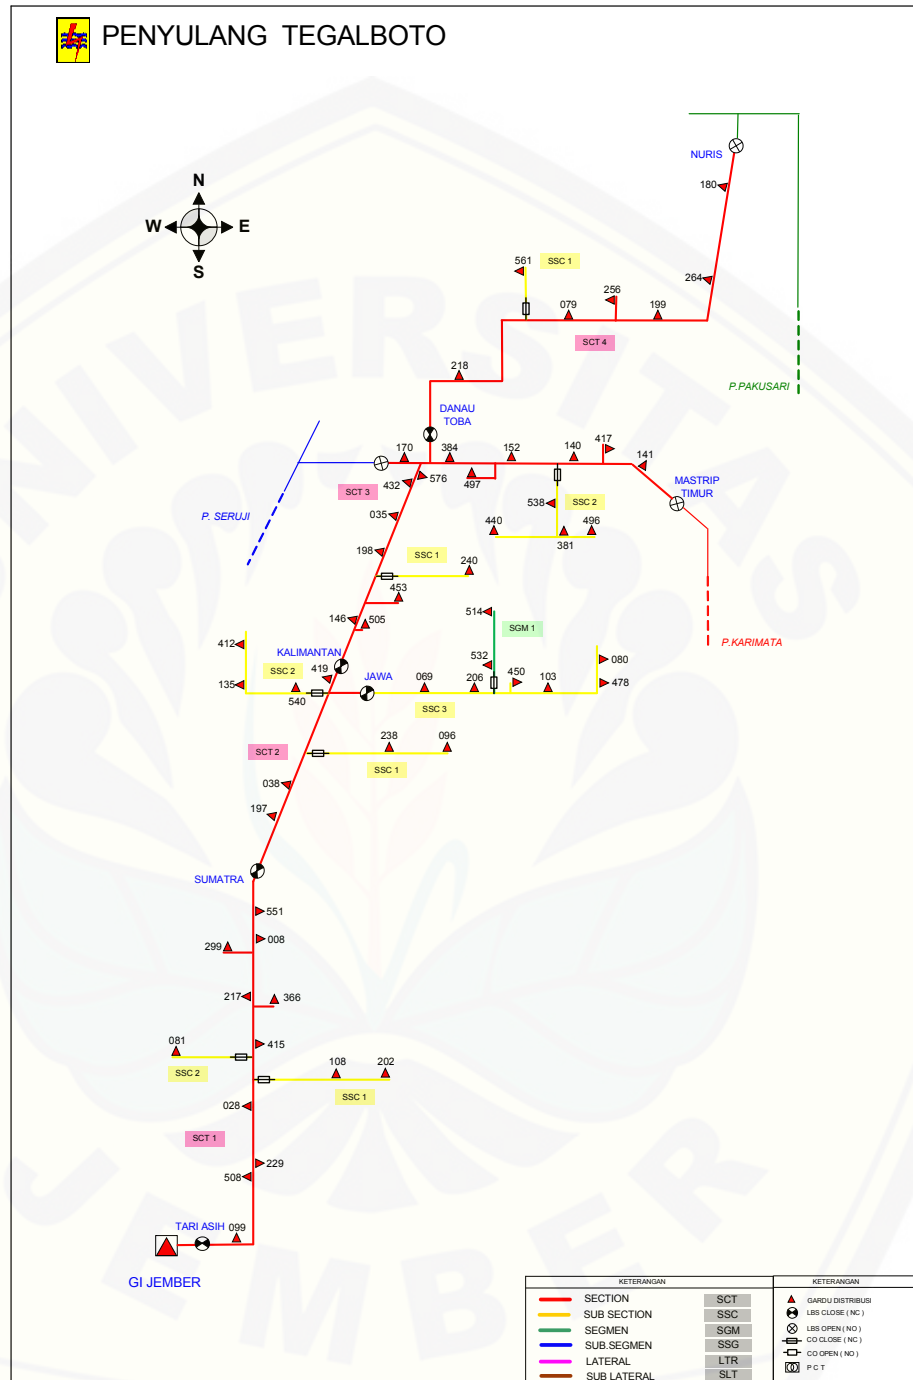 PENYULANG TEGALBOTO
NURIS
180
N
W
E
S
561
SSC 1
264
256
079
199
SCT 4
218
P.PAKUSARI
DANAU
TOBA
170
384
152
140
417
141
576
432
497
MASTRIP
TIMUR
SCT 3
538
SSC 2
P. SERUJI
035
440
496
381
198
SSC 1
240
453
514
146
505
SGM 1
P.KARIMATA
412
KALIMANTAN
532
080
SSC 2
419
JAWA
135
540
069
206
450
103
478
SSC 3
SCT 2
238
096
SSC 1
038
197
SUMATRA
551
008
299
217
366
081
415
SSC 2
108
202
SSC 1
028
SCT 1
229
508
TARI ASIH
099
GI JEMBER
KETERANGAN
SECTION SCT
SUB SECTION SSC
SEGMEN SGM
SUB.SEGMEN SSG
LATERAL LTR
SUB LATERAL SLT
KETERANGAN
GARDU DISTRIBUSI
LBS CLOSE ( NC )
LBS OPEN ( NO )
CO CLOSE ( NC )
CO OPEN ( NO )
P C T
UNIVERSITAS
JEMBER